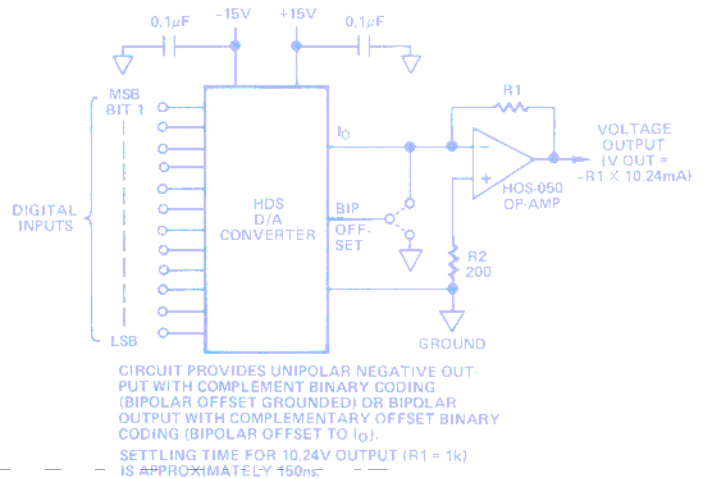 -15V +15V
0.1µF 0.1µF
MSB
BIT 1
R1
I_O
VOLTAGE
OUTPUT
(V OUT =
-R1 X 10.24mA)
-
+
HOS-050
OP-AMP
DIGITAL
INPUTS
HDS
D/A
CONVERTER
BIP
OFF-
SET
R2
200
LSB
GROUND
CIRCUIT PROVIDES UNIPOLAR NEGATIVE OUT-
PUT WITH COMPLEMENT BINARY CODING
(BIPOLAR OFFSET GROUNDED) OR BIPOLAR
OUTPUT WITH COMPLEMENTARY OFFSET BINARY
CODING (BIPOLAR OFFSET TO I_O).
SETTLING TIME FOR 10,24V OUTPUT (R1 = 1k)
IS APPROXIMATELY 150ns.